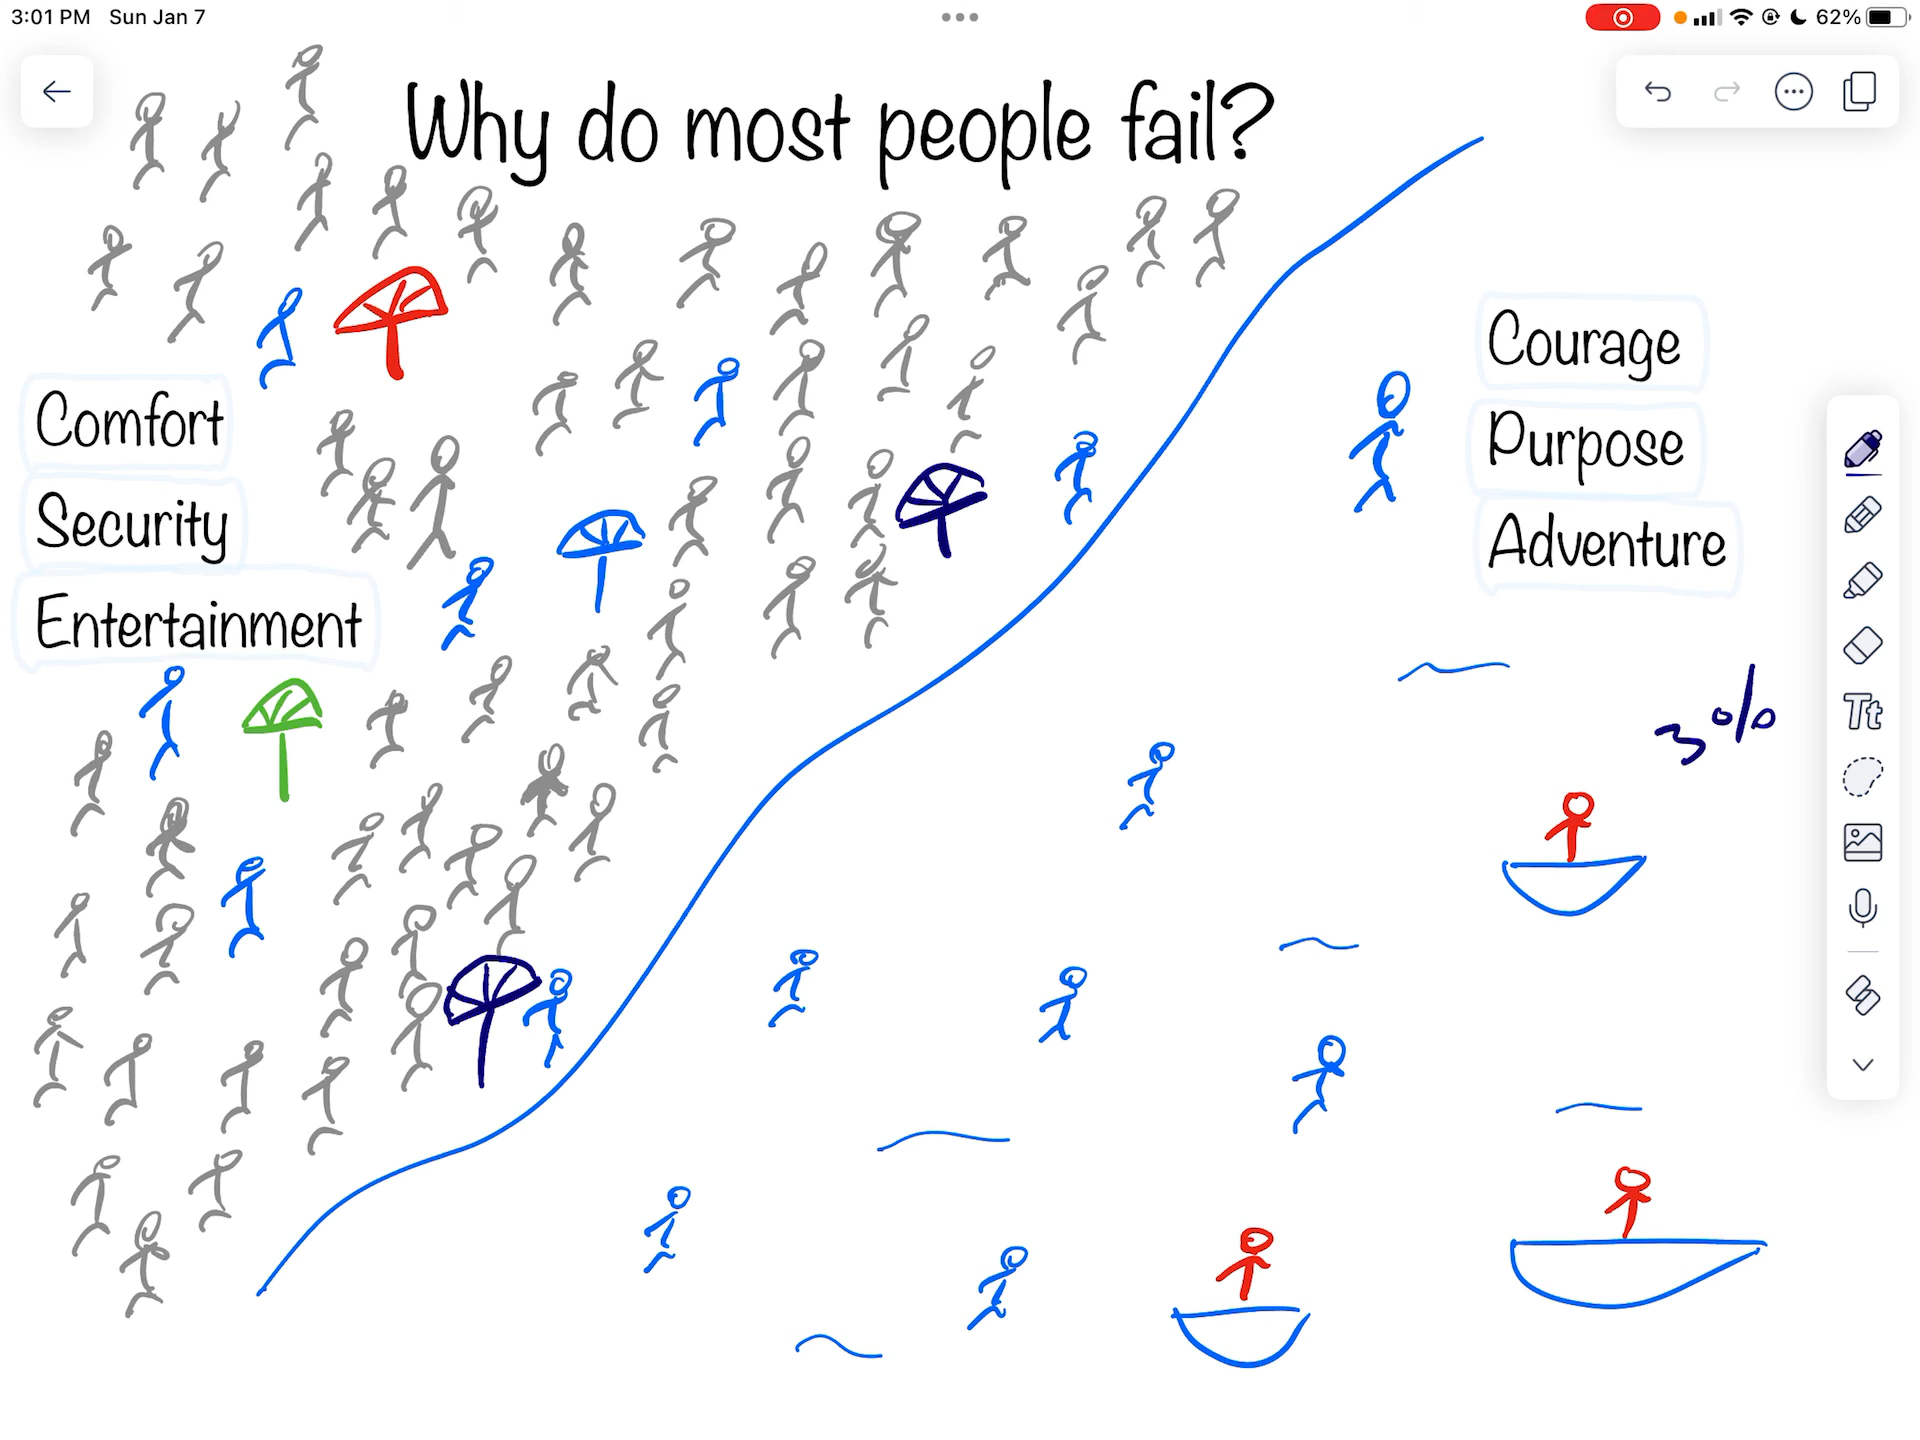 3:01 PM Sun Jan 7
62%
Why do most people fail?
Comfort
Security
Entertainment
Courage
Purpose
Adventure
3%
Tt